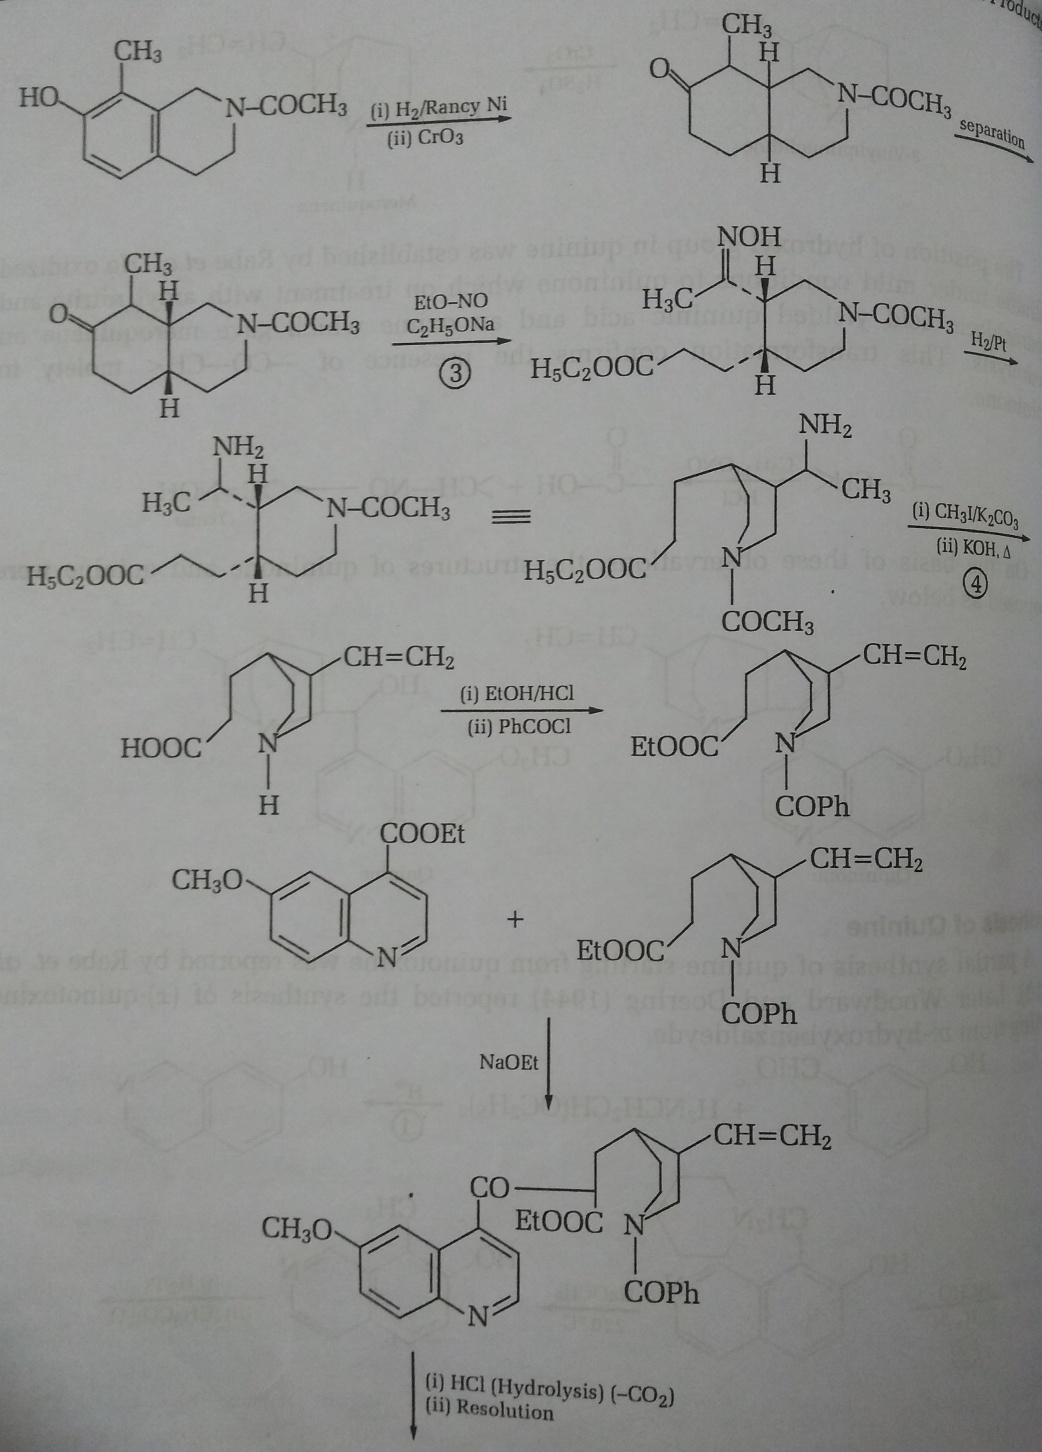 Product
CH₃
HO
N–COCH₃
(i) H₂/Rancy Ni
(ii) CrO₃
CH₃
H
O
N–COCH₃
H
separation
CH₃
H
O
N–COCH₃
H
EtO–NO
C₂H₅ONa
③
NOH
H
H₃C
N–COCH₃
H₅C₂OOC
H
H₂/Pt
NH₂
H
H₃C
N–COCH₃
H₅C₂OOC
H
≡
NH₂
CH₃
H₅C₂OOC
N
COCH₃
(i) CH₃I/K₂CO₃
(ii) KOH, Δ
④
CH=CH₂
HOOC
N
H
(i) EtOH/HCl
(ii) PhCOCl
CH=CH₂
EtOOC
N
COPh
COOEt
CH₃O
N
+
CH=CH₂
EtOOC
N
COPh
NaOEt
CH=CH₂
CO
EtOOC
N
CH₃O
COPh
N
(i) HCl (Hydrolysis) (–CO₂)
(ii) Resolution